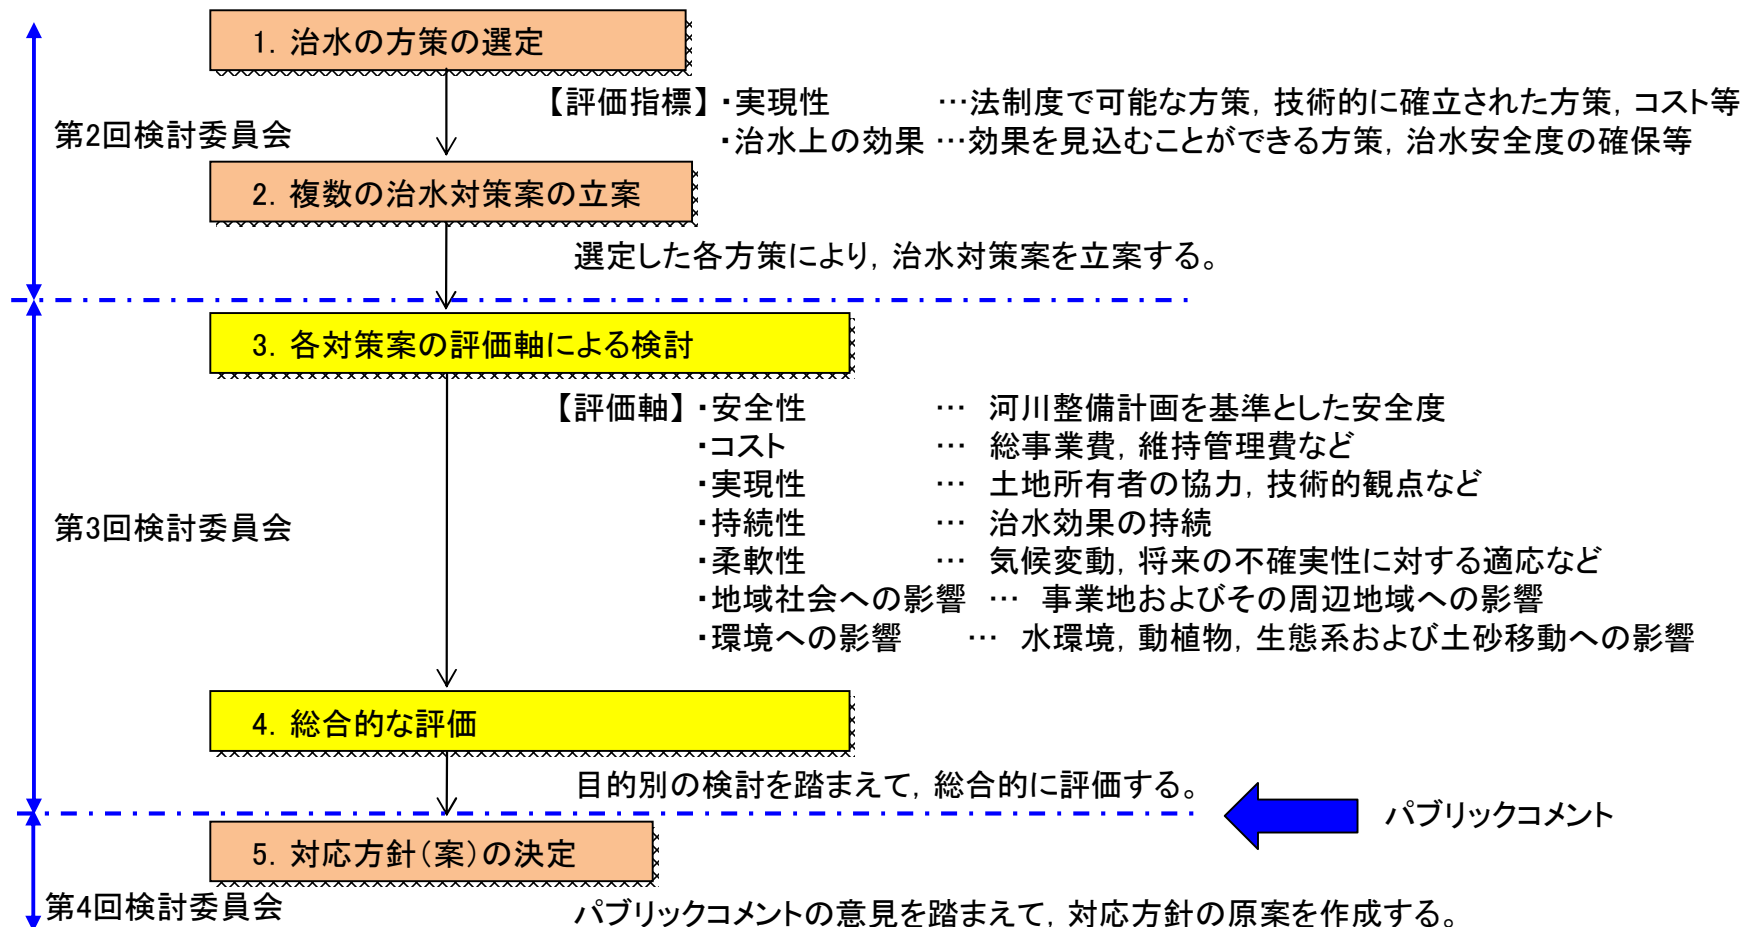 1. 治水の方策の選定
【評価指標】・実現性 …法制度で可能な方策, 技術的に確立された方策, コスト等
第2回検討委員会
・治水上の効果 …効果を見込むことができる方策, 治水安全度の確保等
2. 複数の治水対策案の立案
選定した各方策により, 治水対策案を立案する。
3. 各対策案の評価軸による検討
【評価軸】・安全性 … 河川整備計画を基準とした安全度
・コスト … 総事業費, 維持管理費など
・実現性 … 土地所有者の協力, 技術的観点など
第3回検討委員会
・持続性 … 治水効果の持続
・柔軟性 … 気候変動, 将来の不確実性に対する適応など
・地域社会への影響 … 事業地およびその周辺地域への影響
・環境への影響 … 水環境, 動植物, 生態系および土砂移動への影響
4. 総合的な評価
目的別の検討を踏まえて, 総合的に評価する。
パブリックコメント
5. 対応方針(案)の決定
第4回検討委員会
パブリックコメントの意見を踏まえて, 対応方針の原案を作成する。